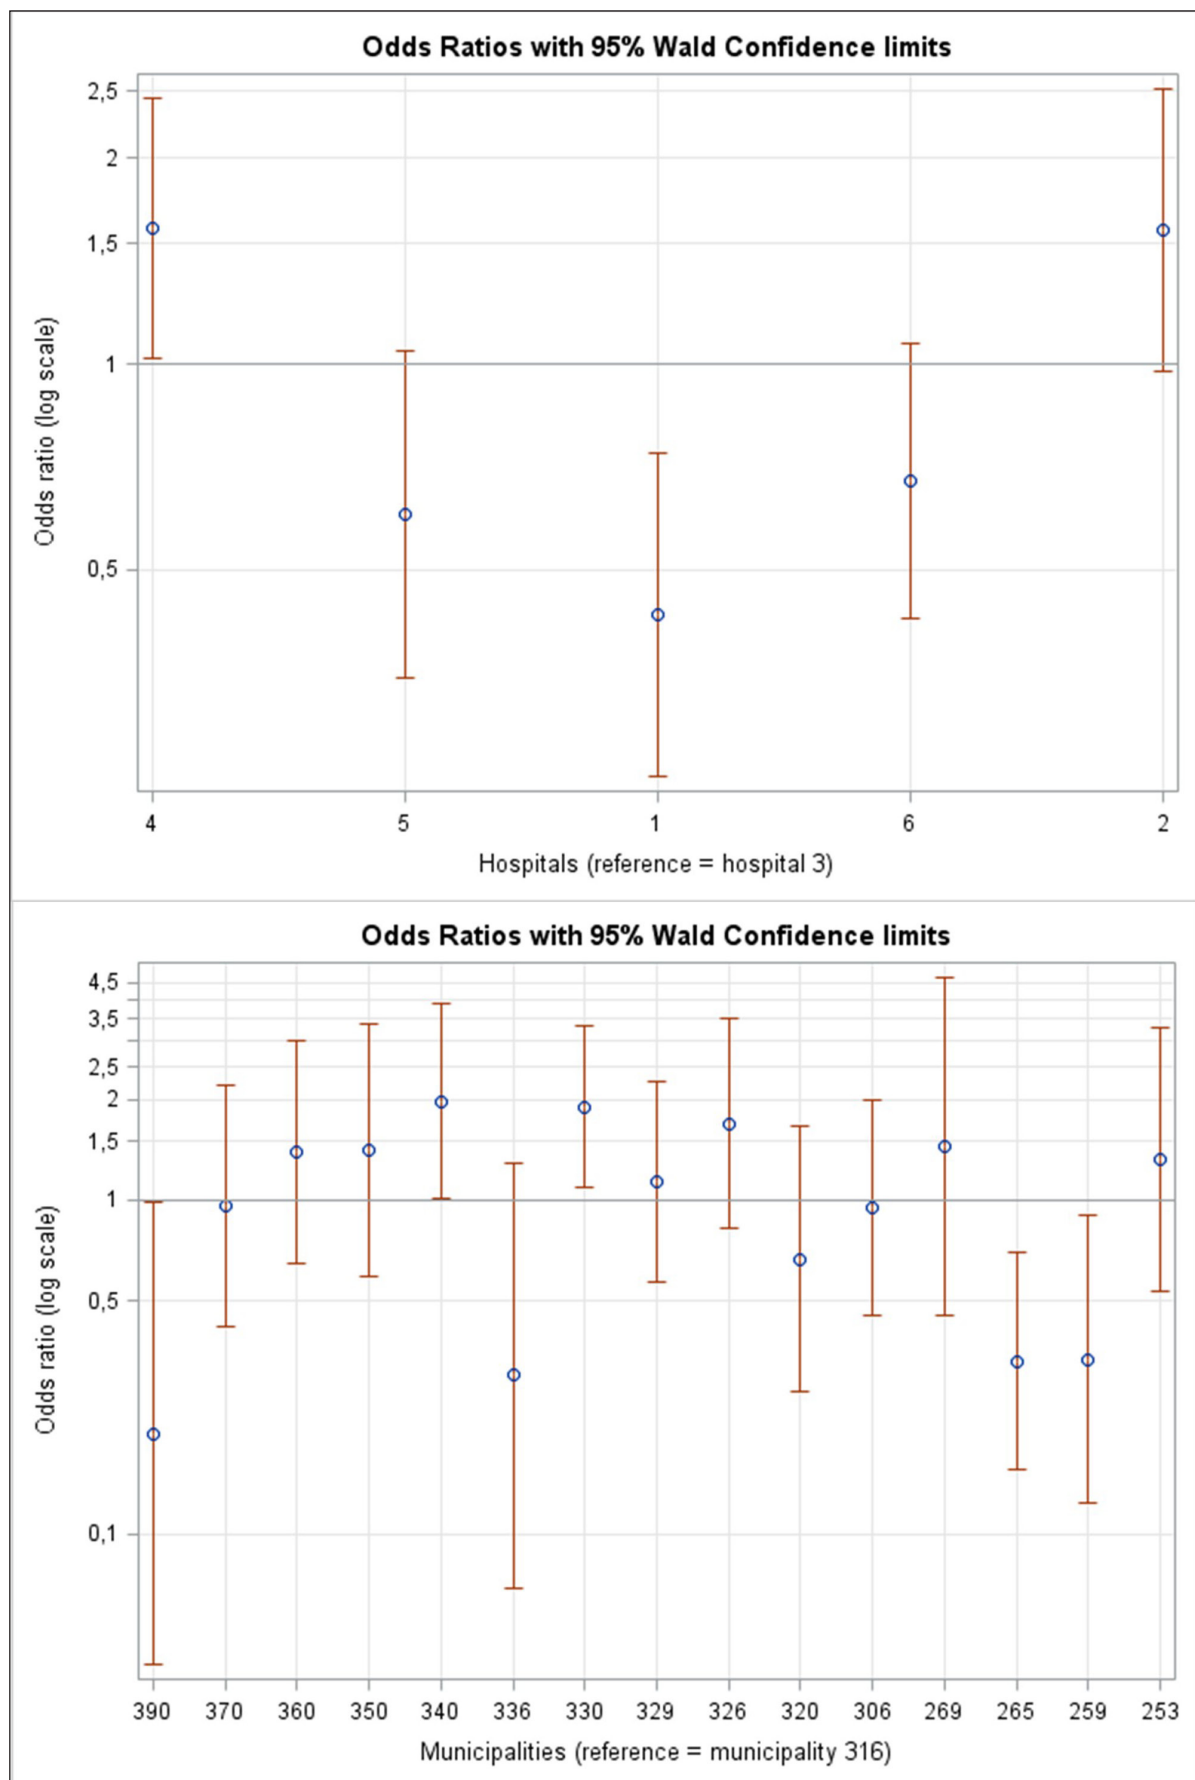 Odds Ratios with 95% Wald Confidence limits
2,5
2
1,5
1
0,5
Odds ratio (log scale)
4 5 1 6 2
Hospitals (reference = hospital 3)
Odds Ratios with 95% Wald Confidence limits
4,5
3,5
2,5
2
1,5
1
0,5
0,1
Odds ratio (log scale)
390 370 360 350 340 336 330 329 326 320 306 269 265 259 253
Municipalities (reference = municipality 316)